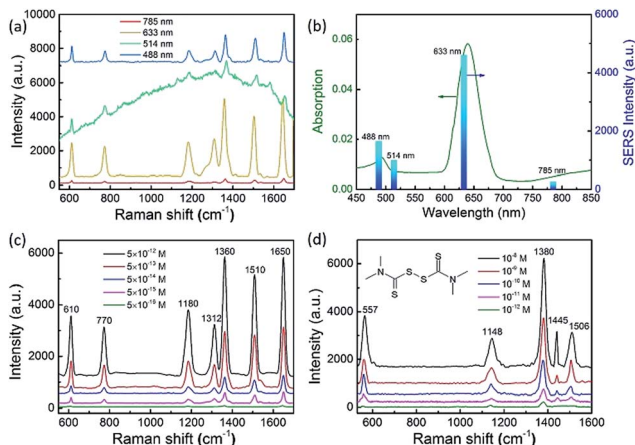 (a)
785 nm
633 nm
514 nm
488 nm
10000
8000
6000
4000
2000
0
Intensity (a.u.)
600 800 1000 1200 1400 1600
Raman shift (cm-1)
(b)
633 nm
488 nm
514 nm
785 nm
0.06
0.04
0.02
0.00
Absorption
6000
5000
4000
3000
2000
1000
0
SERS Intensity (a.u.)
450 500 550 600 650 700 750 800 850
Wavelength (nm)
(c)
5×10-12 M
5×10-13 M
5×10-14 M
5×10-15 M
5×10-16 M
610
770
1180
1312
1360
1510
1650
6000
4000
2000
0
Intensity (a.u.)
600 800 1000 1200 1400 1600
Raman shift (cm-1)
(d)
N
S
S
S
S
N
10-8 M
10-9 M
10-10 M
10-11 M
10-12 M
557
1148
1380
1445
1506
6000
4000
2000
0
Intensity (a.u.)
600 800 1000 1200 1400 1600
Raman shift (cm-1)